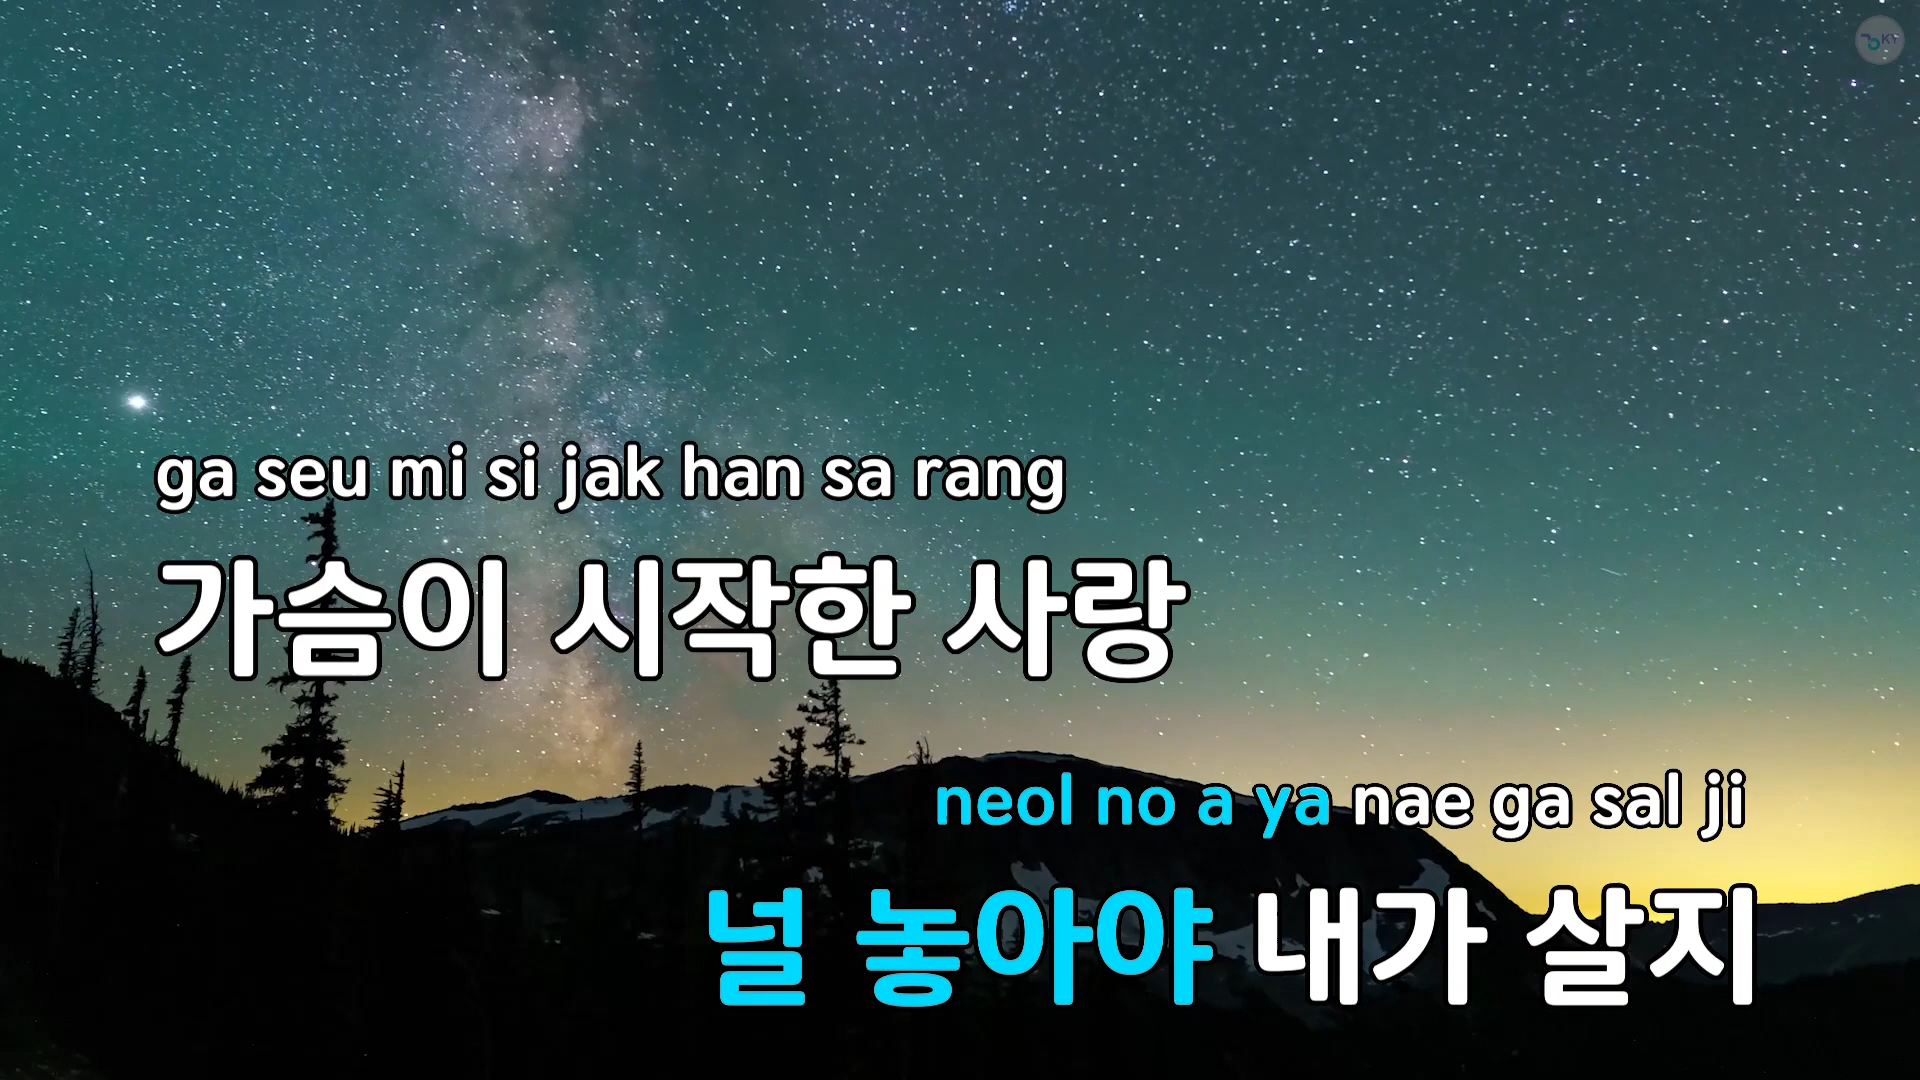 KY
ga seu mi si jak han sa rang
가슴이 시작한 사랑
neol no a ya nae ga sal ji
널 놓아야 내가 살지